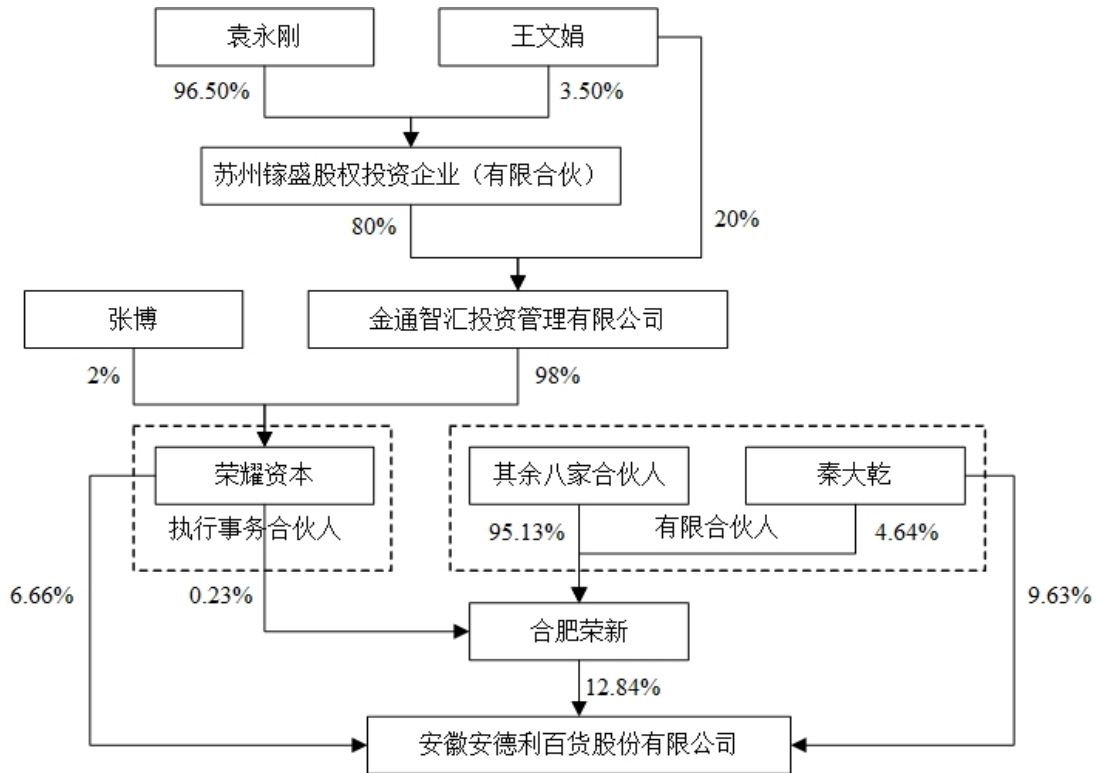 袁永刚
王文娟
96.50%
3.50%
苏州镓盛股权投资企业（有限合伙）
80%
20%
张博
金通智汇投资管理有限公司
2%
98%
荣耀资本
其余八家合伙人
秦大乾
执行事务合伙人
95.13%
有限合伙人
4.64%
6.66%
0.23%
9.63%
合肥荣新
12.84%
安徽安德利百货股份有限公司